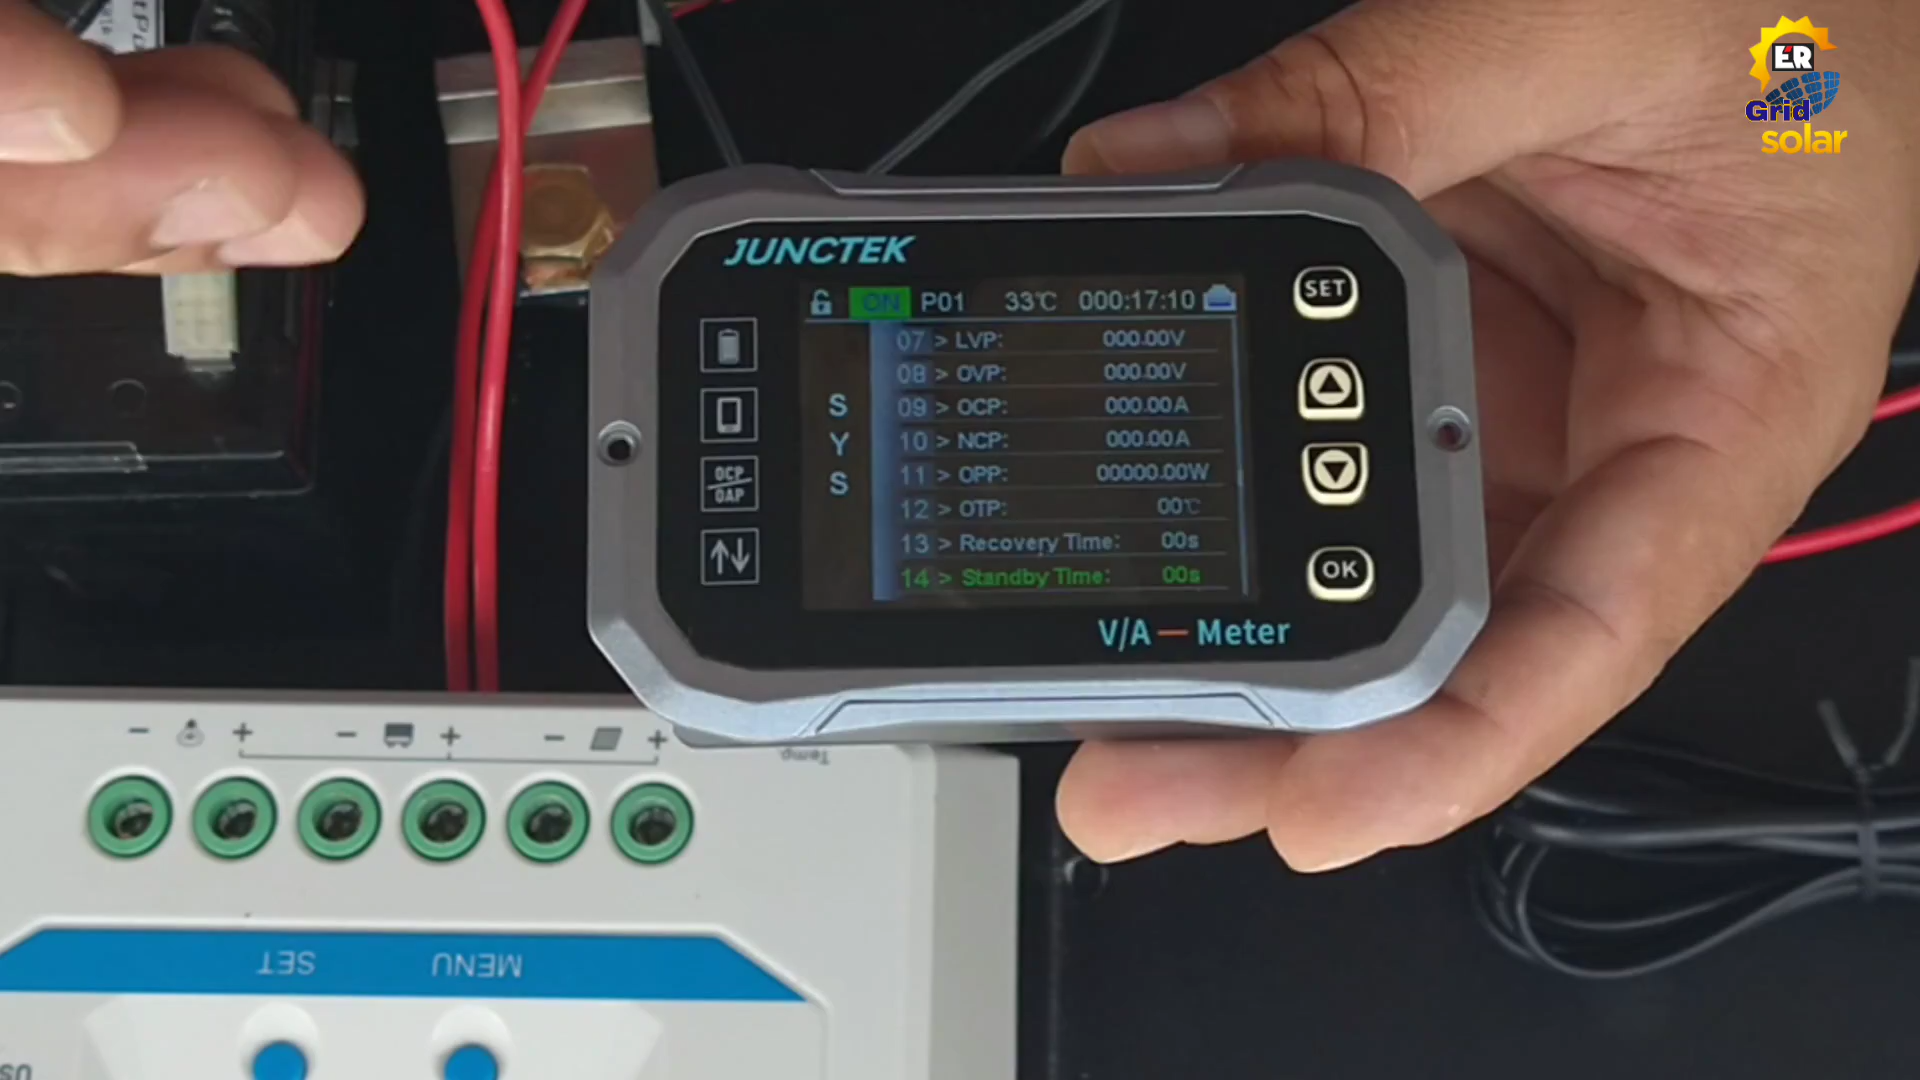 ER
Grid
solar
JUNCTEK
ON P01 33℃ 000:17:10
SYS
07 > LVP: 000.00V
08 > OVP: 000.00V
09 > OCP: 000.00A
10 > NCP: 000.00A
11 > OPP: 00000.00W
12 > OTP: 00℃
13 > Recovery Time: 00s
14 > Standby Time: 00s
OCP
OAP
SET
OK
V/A — Meter
− + − + − +
Temp.
SET MENU